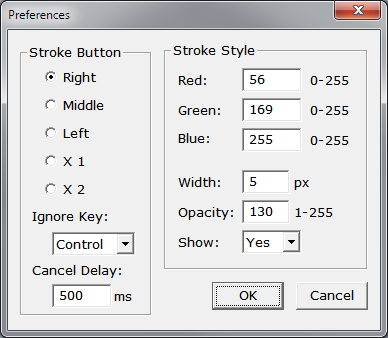 Preferences
Stroke Button
Right
Middle
Left
X 1
X 2
Ignore Key:
Control
Cancel Delay:
500 ms
Stroke Style
Red: 56 0-255
Green: 169 0-255
Blue: 255 0-255
Width: 5 px
Opacity: 130 1-255
Show: Yes
OK Cancel